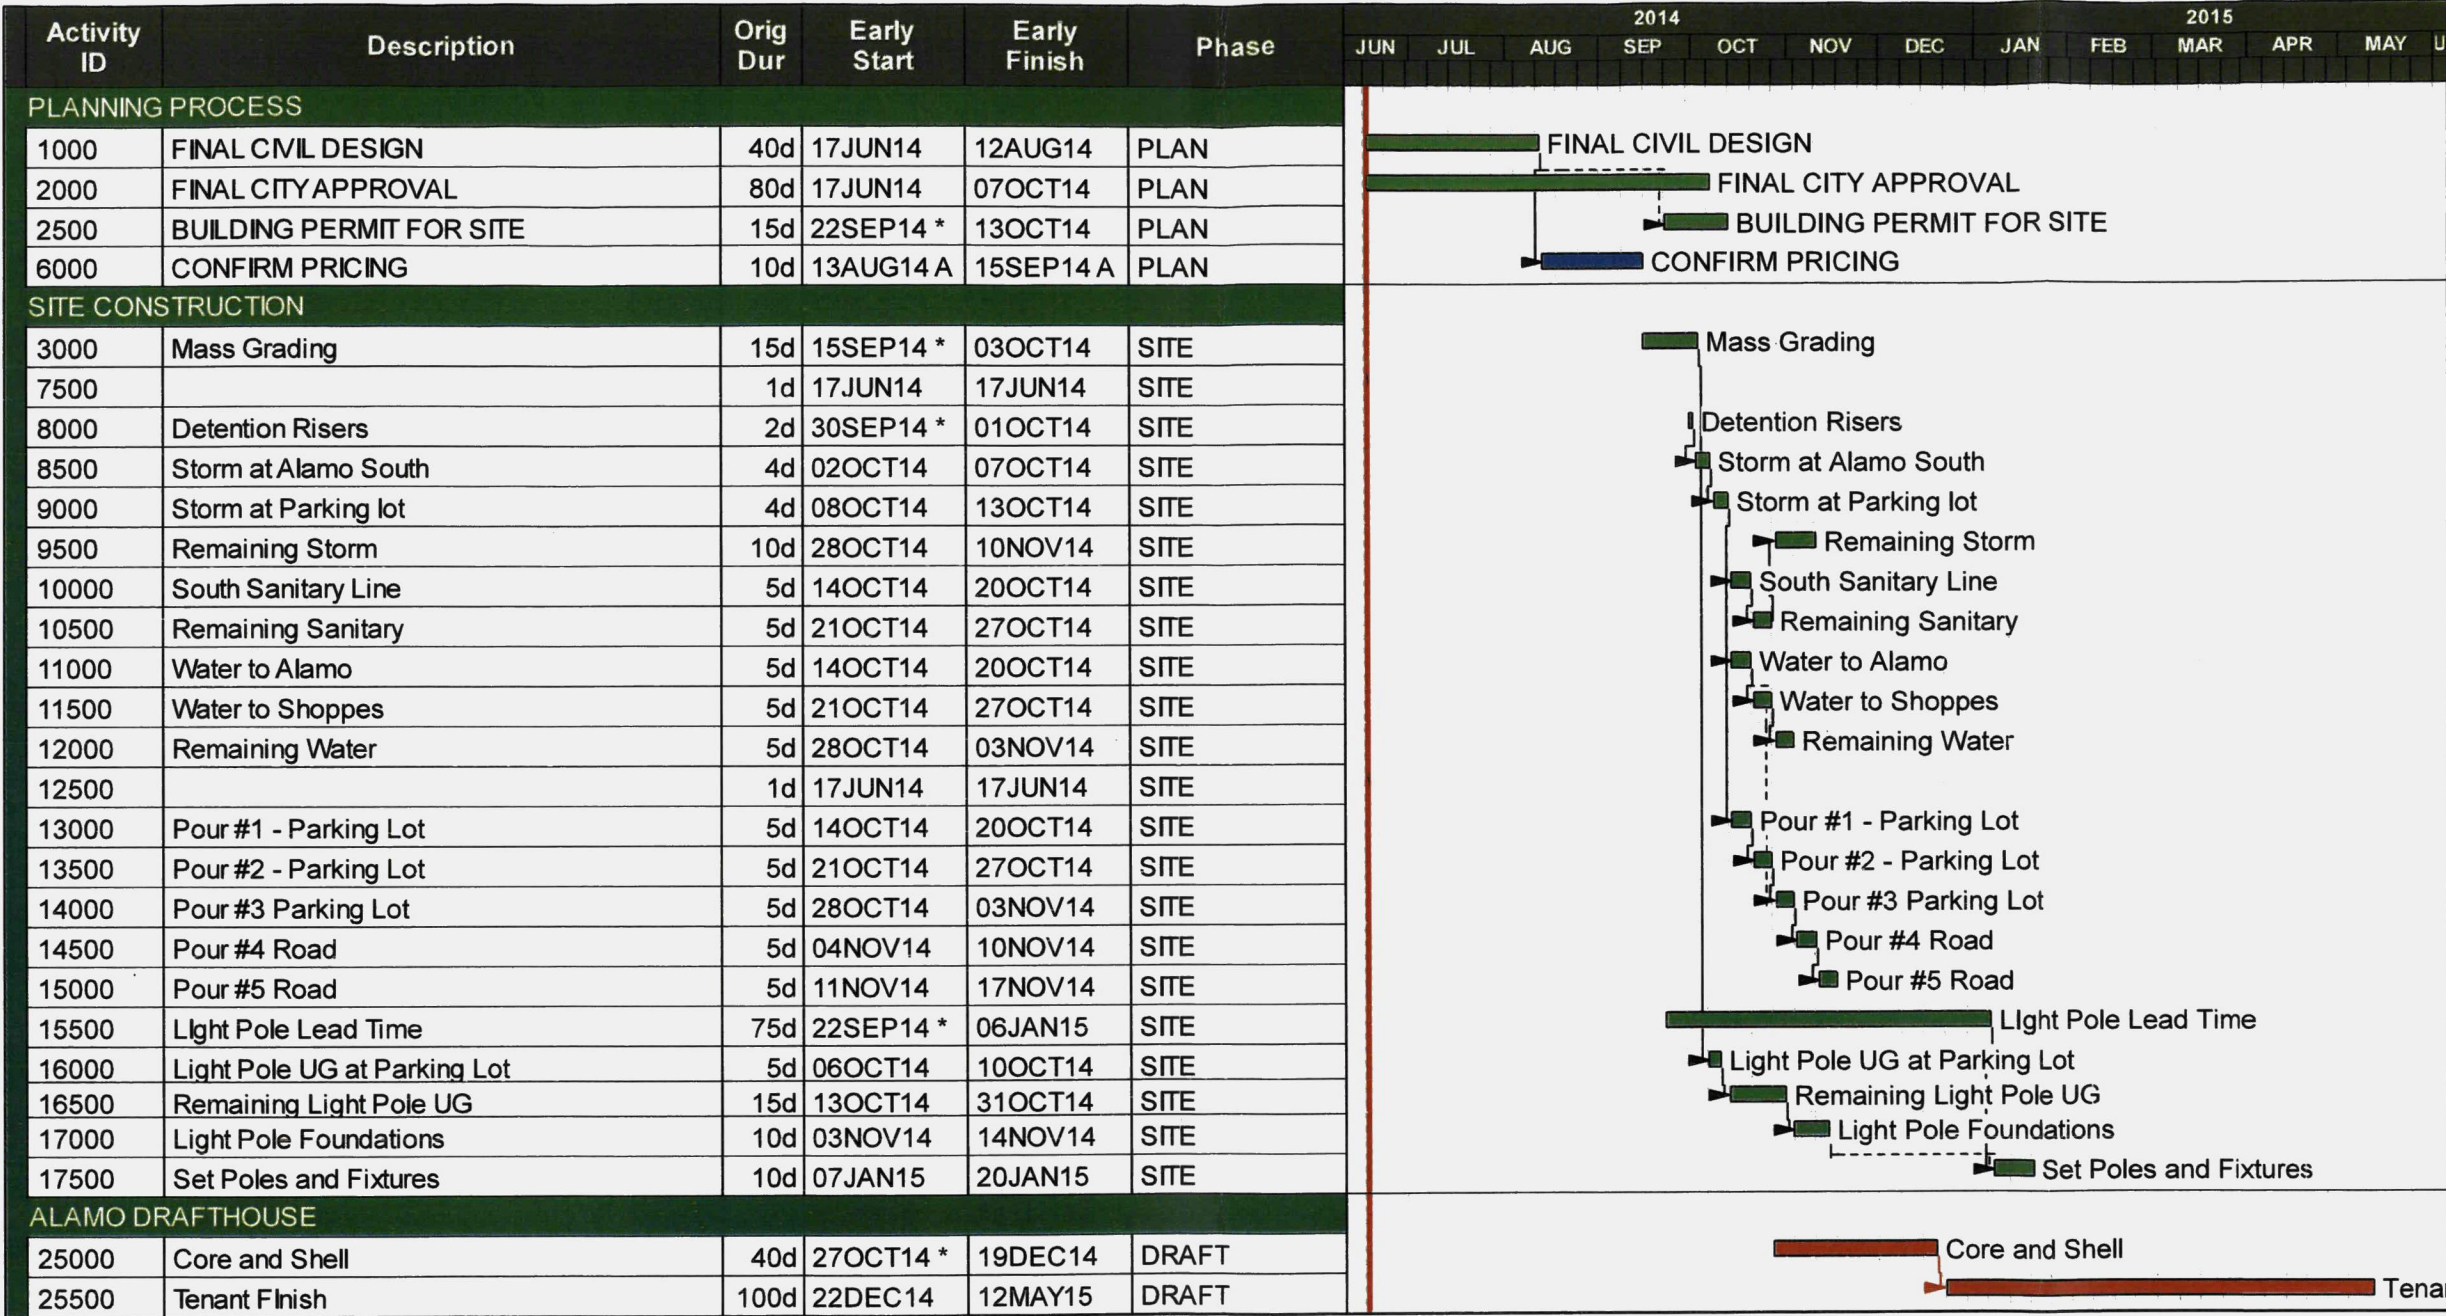 Activity ID Description Orig Dur Early Start Early Finish Phase 2014 2015
JUN JUL AUG SEP OCT NOV DEC JAN FEB MAR APR MAY U
PLANNING PROCESS
1000 FINAL CIVIL DESIGN 40d 17JUN14 12AUG14 PLAN FINAL CIVIL DESIGN
2000 FINAL CITY APPROVAL 80d 17JUN14 07OCT14 PLAN FINAL CITY APPROVAL
2500 BUILDING PERMIT FOR SITE 15d 22SEP14 * 13OCT14 PLAN BUILDING PERMIT FOR SITE
6000 CONFIRM PRICING 10d 13AUG14 A 15SEP14 A PLAN CONFIRM PRICING
SITE CONSTRUCTION
3000 Mass Grading 15d 15SEP14 * 03OCT14 SITE Mass Grading
7500 1d 17JUN14 17JUN14 SITE
8000 Detention Risers 2d 30SEP14 * 01OCT14 SITE Detention Risers
8500 Storm at Alamo South 4d 02OCT14 07OCT14 SITE Storm at Alamo South
9000 Storm at Parking lot 4d 08OCT14 13OCT14 SITE Storm at Parking lot
9500 Remaining Storm 10d 28OCT14 10NOV14 SITE Remaining Storm
10000 South Sanitary Line 5d 14OCT14 20OCT14 SITE South Sanitary Line
10500 Remaining Sanitary 5d 21OCT14 27OCT14 SITE Remaining Sanitary
11000 Water to Alamo 5d 14OCT14 20OCT14 SITE Water to Alamo
11500 Water to Shoppes 5d 21OCT14 27OCT14 SITE Water to Shoppes
12000 Remaining Water 5d 28OCT14 03NOV14 SITE Remaining Water
12500 1d 17JUN14 17JUN14 SITE
13000 Pour #1 - Parking Lot 5d 14OCT14 20OCT14 SITE Pour #1 - Parking Lot
13500 Pour #2 - Parking Lot 5d 21OCT14 27OCT14 SITE Pour #2 - Parking Lot
14000 Pour #3 Parking Lot 5d 28OCT14 03NOV14 SITE Pour #3 Parking Lot
14500 Pour #4 Road 5d 04NOV14 10NOV14 SITE Pour #4 Road
15000 Pour #5 Road 5d 11NOV14 17NOV14 SITE Pour #5 Road
15500 LIght Pole Lead Time 75d 22SEP14 * 06JAN15 SITE LIght Pole Lead Time
16000 Light Pole UG at Parking Lot 5d 06OCT14 10OCT14 SITE Light Pole UG at Parking Lot
16500 Remaining Light Pole UG 15d 13OCT14 31OCT14 SITE Remaining Light Pole UG
17000 Light Pole Foundations 10d 03NOV14 14NOV14 SITE Light Pole Foundations
17500 Set Poles and Fixtures 10d 07JAN15 20JAN15 SITE Set Poles and Fixtures
ALAMO DRAFTHOUSE
25000 Core and Shell 40d 27OCT14 * 19DEC14 DRAFT Core and Shell
25500 Tenant FInish 100d 22DEC14 12MAY15 DRAFT Tena